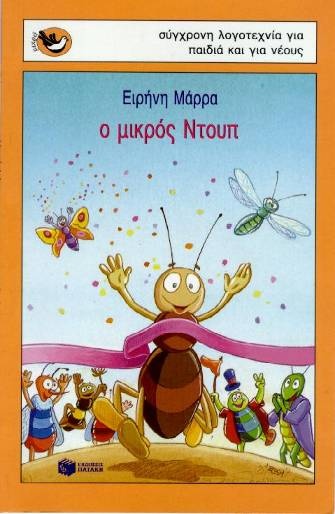 σύγχρονη λογοτεχνία για
παιδιά και για νέους
Ειρήνη Μάρρα
ο μικρός Ντουπ
ΕΚΔΟΣΕΙΣ
ΠΑΤΑΚΗ